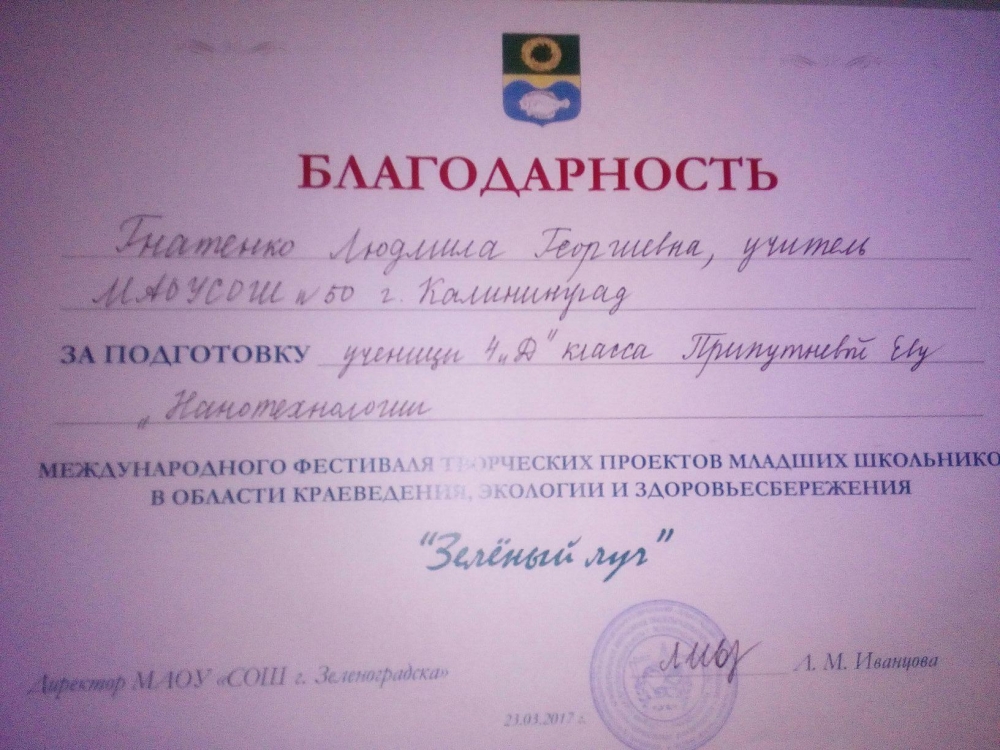 БЛАГОДАРНОСТЬ
Гнатенко Людмила Георгиевна, учитель
МАОУСОШ №50 г. Калининград
ЗА ПОДГОТОВКУ ученицы 4 „Д" класса Припутневой Еву
„Нанотехнологии
МЕЖДУНАРОДНОГО ФЕСТИВАЛЯ ТВОРЧЕСКИХ ПРОЕКТОВ МЛАДШИХ ШКОЛЬНИКО
В ОБЛАСТИ КРАЕВЕДЕНИЯ, ЭКОЛОГИИ И ЗДОРОВЬЕСБЕРЕЖЕНИЯ
"Зелёный луч"
Директор МАОУ «СОШ г. Зеленоградска» Л. М. Иванцова
23.03.2017 г.